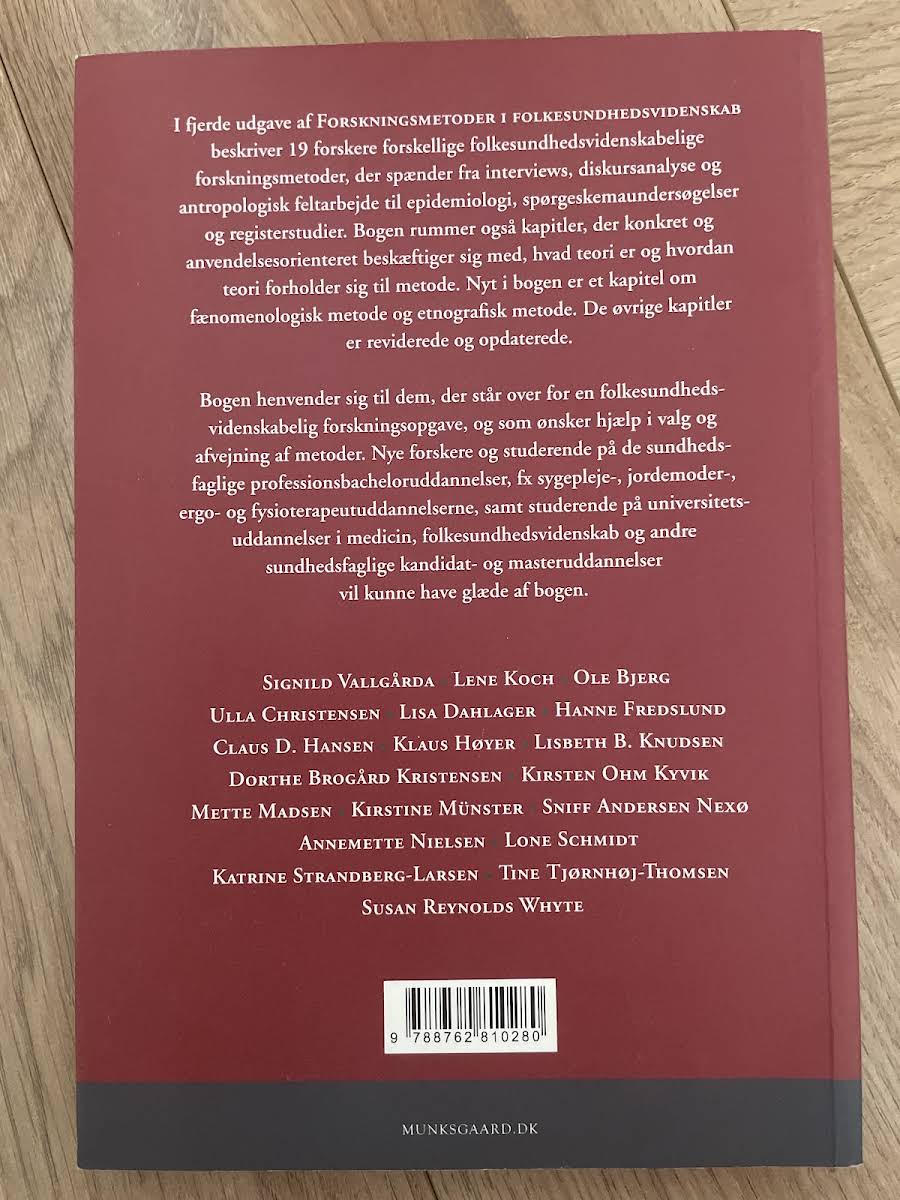 I fjerde udgave af Forskningsmetoder i folkesundhedsvidenskab
beskriver 19 forskere forskellige folkesundhedsvidenskabelige
forskningsmetoder, der spænder fra interviews, diskursanalyse og
antropologisk feltarbejde til epidemiologi, spørgeskemaundersøgelser
og registerstudier. Bogen rummer også kapitler, der konkret og
anvendelsesorienteret beskæftiger sig med, hvad teori er og hvordan
teori forholder sig til metode. Nyt i bogen er et kapitel om
fænomenologisk metode og etnografisk metode. De øvrige kapitler
er reviderede og opdaterede.
Bogen henvender sig til dem, der står over for en folkesundheds-
videnskabelig forskningsopgave, og som ønsker hjælp i valg og
afvejning af metoder. Nye forskere og studerende på de sundheds-
faglige professionsbacheloruddannelser, fx sygepleje-, jordemoder-,
ergo- og fysioterapeutuddannelserne, samt studerende på universitets-
uddannelser i medicin, folkesundhedsvidenskab og andre
sundhedsfaglige kandidat- og masteruddannelser
vil kunne have glæde af bogen.
Signild Vallgårda · Lene Koch · Ole Bjerg
Ulla Christensen · Lisa Dahlager · Hanne Fredslund
Claus D. Hansen · Klaus Høyer · Lisbeth B. Knudsen
Dorthe Brogård Kristensen · Kirsten Ohm Kyvik
Mette Madsen · Kirstine Münster · Sniff Andersen Nexø
Annemette Nielsen · Lone Schmidt
Katrine Strandberg-Larsen · Tine Tjørnhøj-Thomsen
Susan Reynolds Whyte
9 788762 810280
MUNKSGAARD.DK